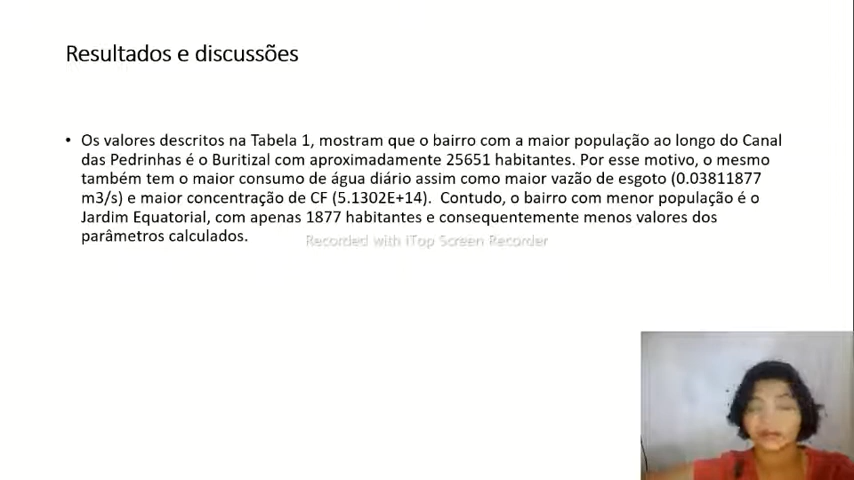 Resultados e discussões
• Os valores descritos na Tabela 1, mostram que o bairro com a maior população ao longo do Canal
das Pedrinhas é o Buritizal com aproximadamente 25651 habitantes. Por esse motivo, o mesmo
também tem o maior consumo de água diário assim como maior vazão de esgoto (0.03811877
m3/s) e maior concentração de CF (5.1302E+14).  Contudo, o bairro com menor população é o
Jardim Equatorial, com apenas 1877 habitantes e consequentemente menos valores dos
parâmetros calculados.
Recorded with iTop Screen Recorder